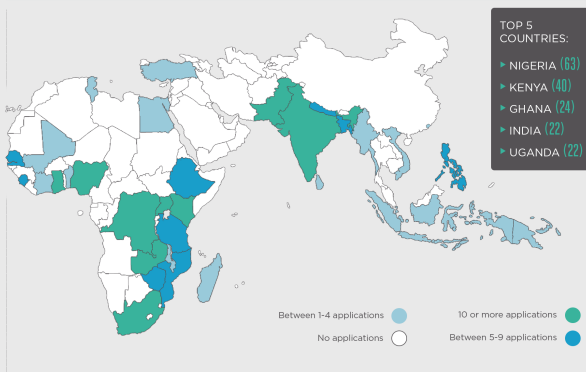 TOP 5
COUNTRIES:
NIGERIA (63)
KENYA (40)
GHANA (24)
INDIA (22)
UGANDA (22)
Between 1-4 applications
10 or more applications
No applications
Between 5-9 applications